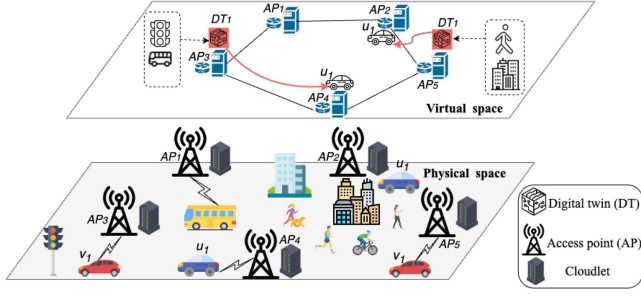 DT1
AP1
AP2
DT1
u1
AP3
u1
AP5
AP4
Virtual space
AP1
AP2
u1
Physical space
AP3
v1
u1
AP4
v1
AP5
Digital twin (DT)
Access point (AP)
Cloudlet